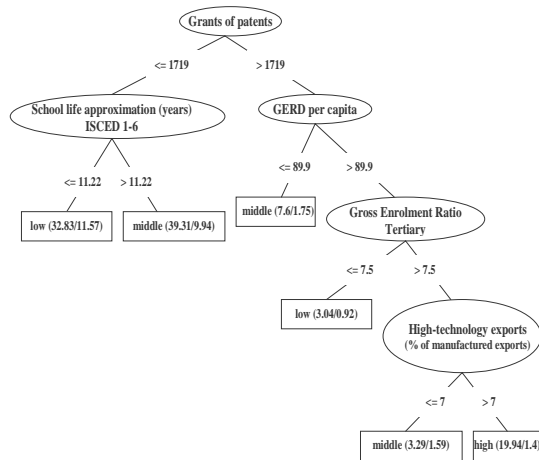 Grants of patents
<= 1719
> 1719
School life approximation (years)
ISCED 1-6
GERD per capita
<= 11.22
> 11.22
<= 89.9
> 89.9
low (32.83/11.57)
middle (39.31/9.94)
middle (7.6/1.75)
Gross Enrolment Ratio
Tertiary
<= 7.5
> 7.5
low (3.04/0.92)
High-technology exports
(% of manufactured exports)
<= 7
> 7
middle (3.29/1.59)
high (19.94/1.4)